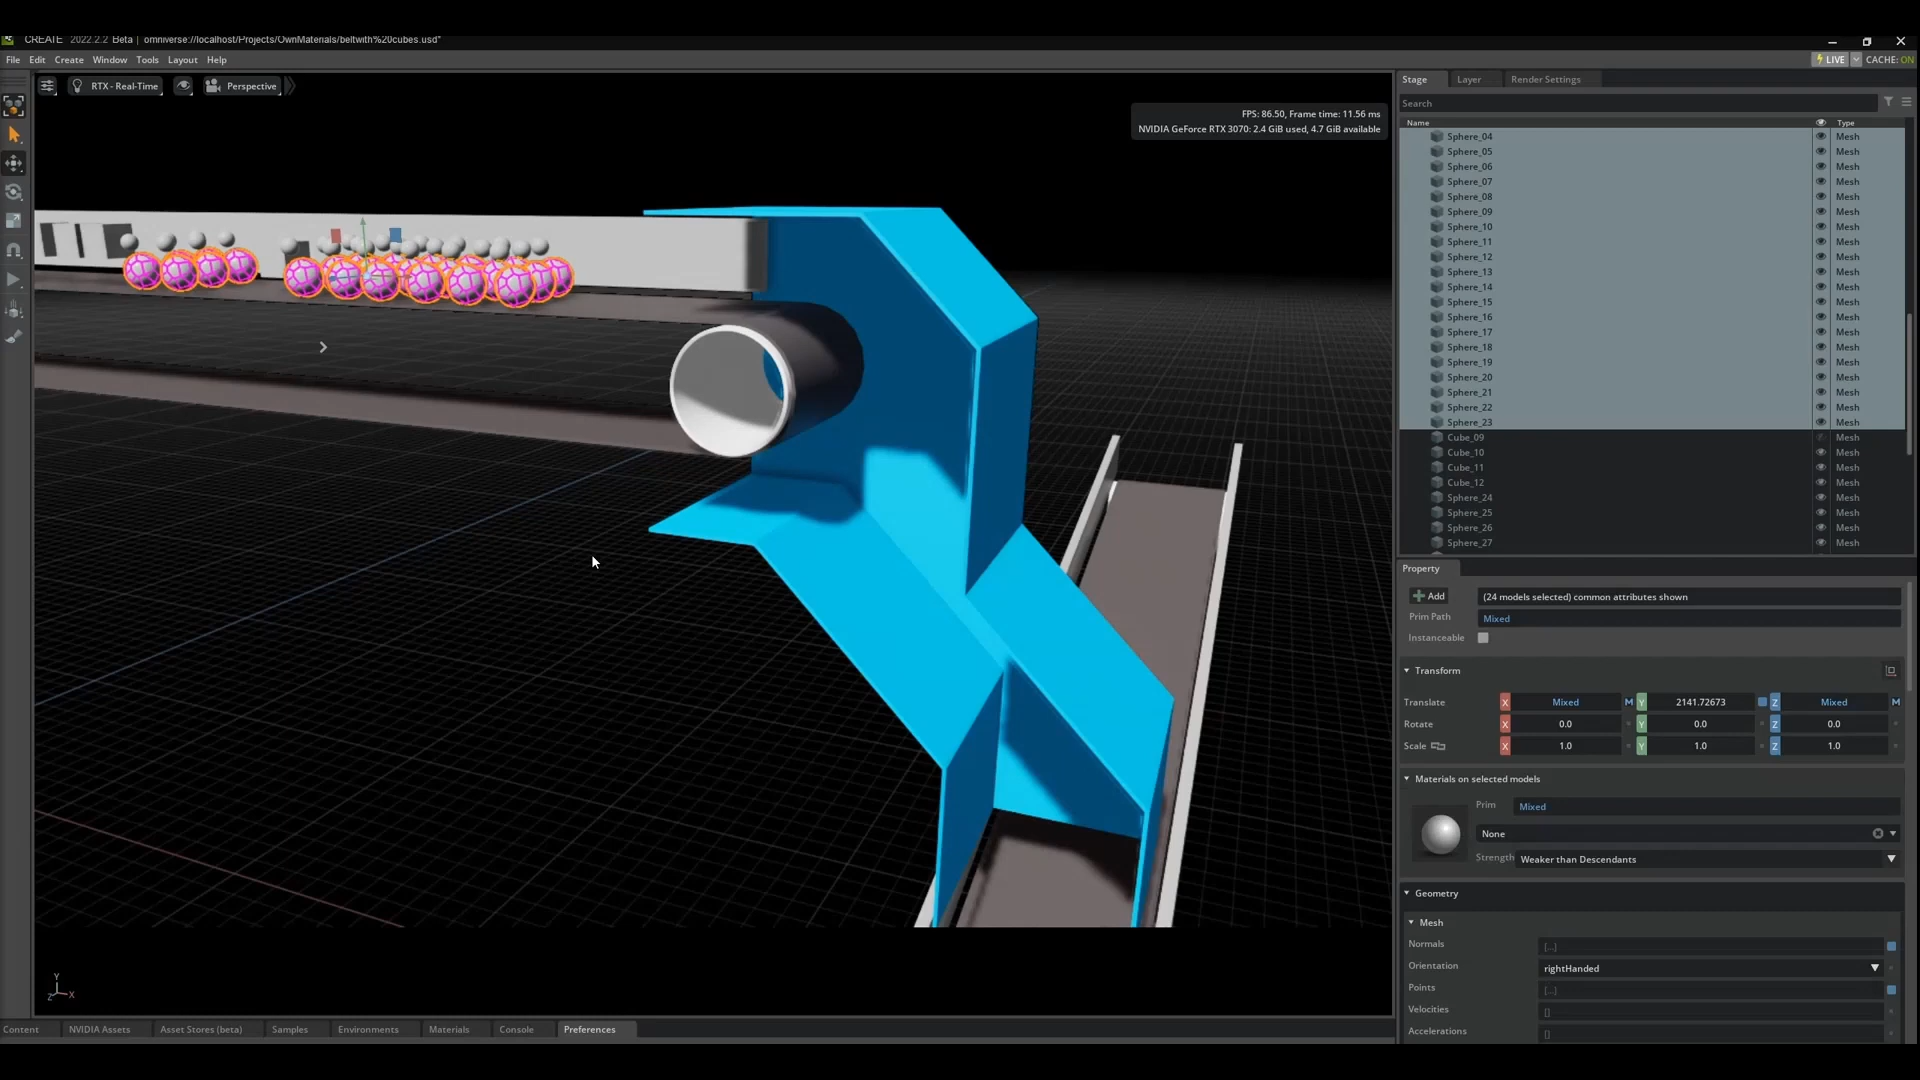 CREATE 2022.2.2 Beta | omniverse://localhost/Projects/OwnMaterials/beltwith%20cubes.usd*
File Edit Create Window Tools Layout Help
LIVE CACHE: ON
RTX - Real-Time Perspective
FPS: 86.50, Frame time: 11.56 ms
NVIDIA GeForce RTX 3070: 2.4 GiB used, 4.7 GiB available
Stage Layer Render Settings
Search
Name Type
Sphere_04 Mesh
Sphere_05 Mesh
Sphere_06 Mesh
Sphere_07 Mesh
Sphere_08 Mesh
Sphere_09 Mesh
Sphere_10 Mesh
Sphere_11 Mesh
Sphere_12 Mesh
Sphere_13 Mesh
Sphere_14 Mesh
Sphere_15 Mesh
Sphere_16 Mesh
Sphere_17 Mesh
Sphere_18 Mesh
Sphere_19 Mesh
Sphere_20 Mesh
Sphere_21 Mesh
Sphere_22 Mesh
Sphere_23 Mesh
Cube_09 Mesh
Cube_10 Mesh
Cube_11 Mesh
Cube_12 Mesh
Sphere_24 Mesh
Sphere_25 Mesh
Sphere_26 Mesh
Sphere_27 Mesh
Property
Add (24 models selected) common attributes shown
Prim Path Mixed
Instanceable
Transform
Translate X Mixed M Y 2141.72673 Z Mixed M
Rotate X 0.0 Y 0.0 Z 0.0
Scale X 1.0 Y 1.0 Z 1.0
Materials on selected models
Prim Mixed
None
Strength Weaker than Descendants
Geometry
Mesh
Normals [...]
Orientation rightHanded
Points [...]
Velocities []
Accelerations []
Y
Z X
Content NVIDIA Assets Asset Stores (beta) Samples Environments Materials Console Preferences